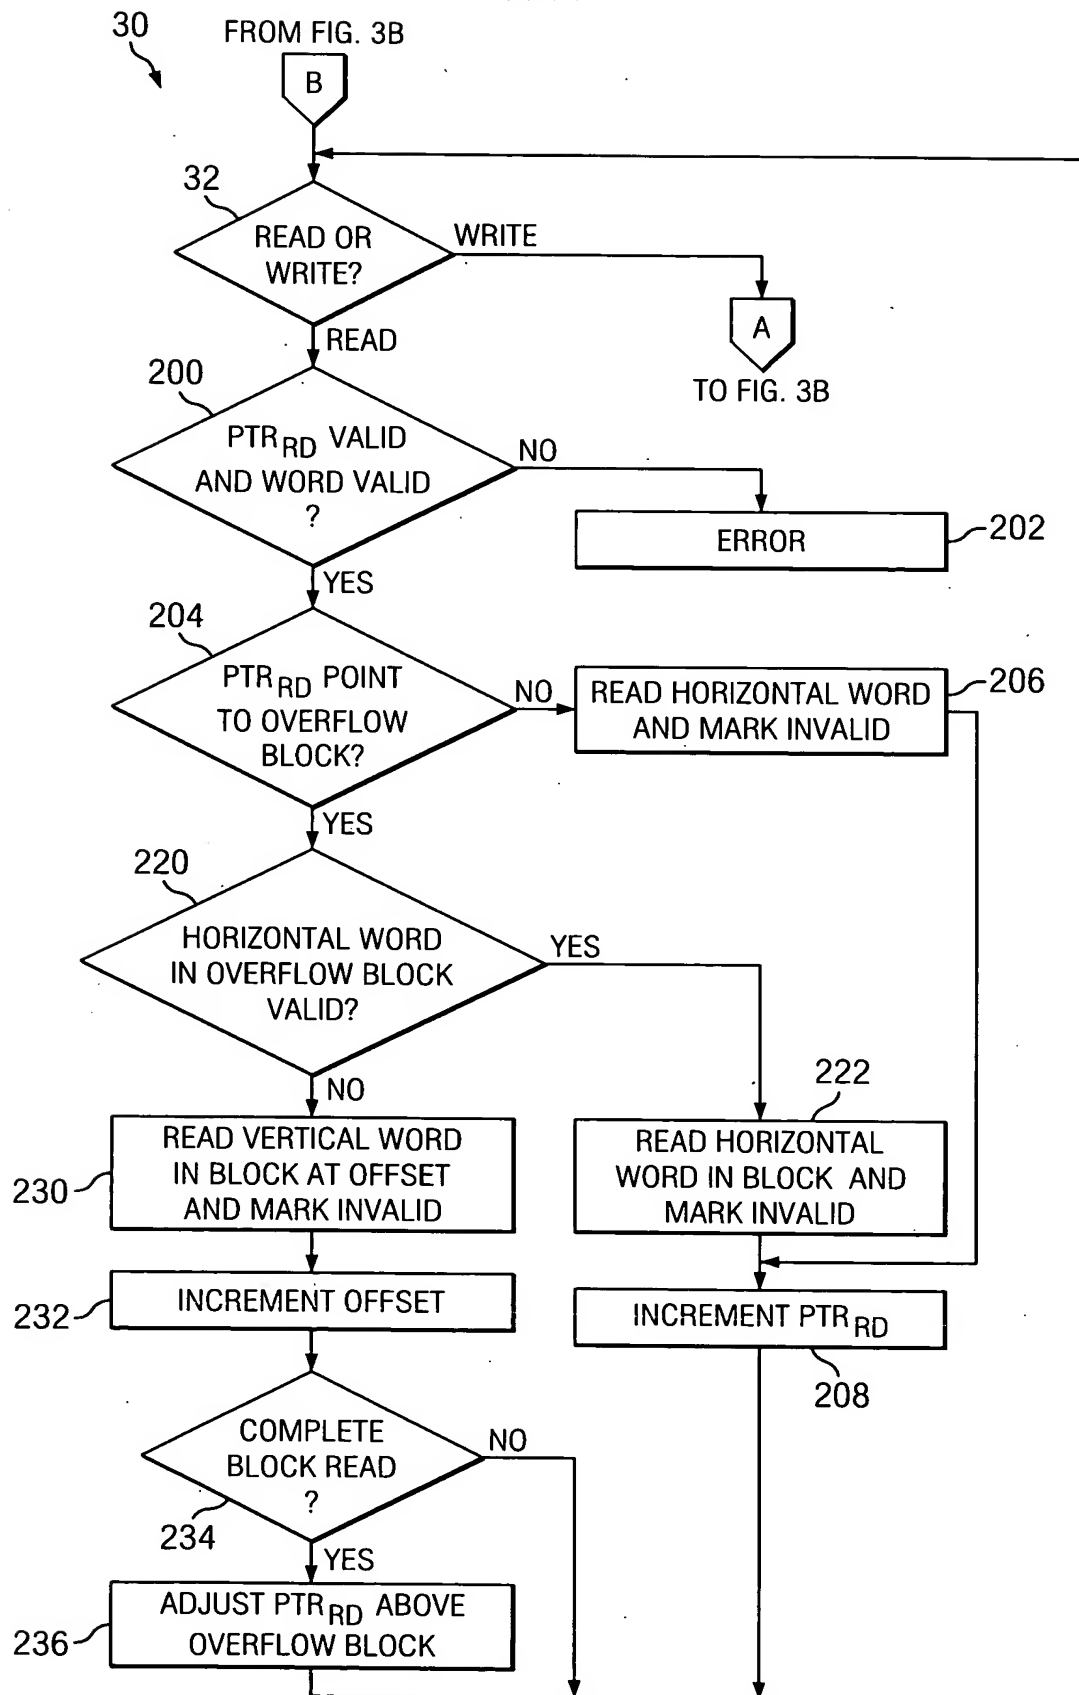 30
FROM FIG. 3B
B
32
READ OR
WRITE?
WRITE
A
TO FIG. 3B
READ
200
PTR RD VALID
AND WORD VALID
?
NO
ERROR
202
YES
204
PTR RD POINT
TO OVERFLOW
BLOCK?
NO
READ HORIZONTAL WORD
AND MARK INVALID
206
YES
220
HORIZONTAL WORD
IN OVERFLOW BLOCK
VALID?
YES
NO
222
READ HORIZONTAL
WORD IN BLOCK AND
MARK INVALID
READ VERTICAL WORD
IN BLOCK AT OFFSET
AND MARK INVALID
230
INCREMENT OFFSET
232
INCREMENT PTR RD
208
COMPLETE
BLOCK READ
?
NO
234
YES
ADJUST PTR RD ABOVE
OVERFLOW BLOCK
236